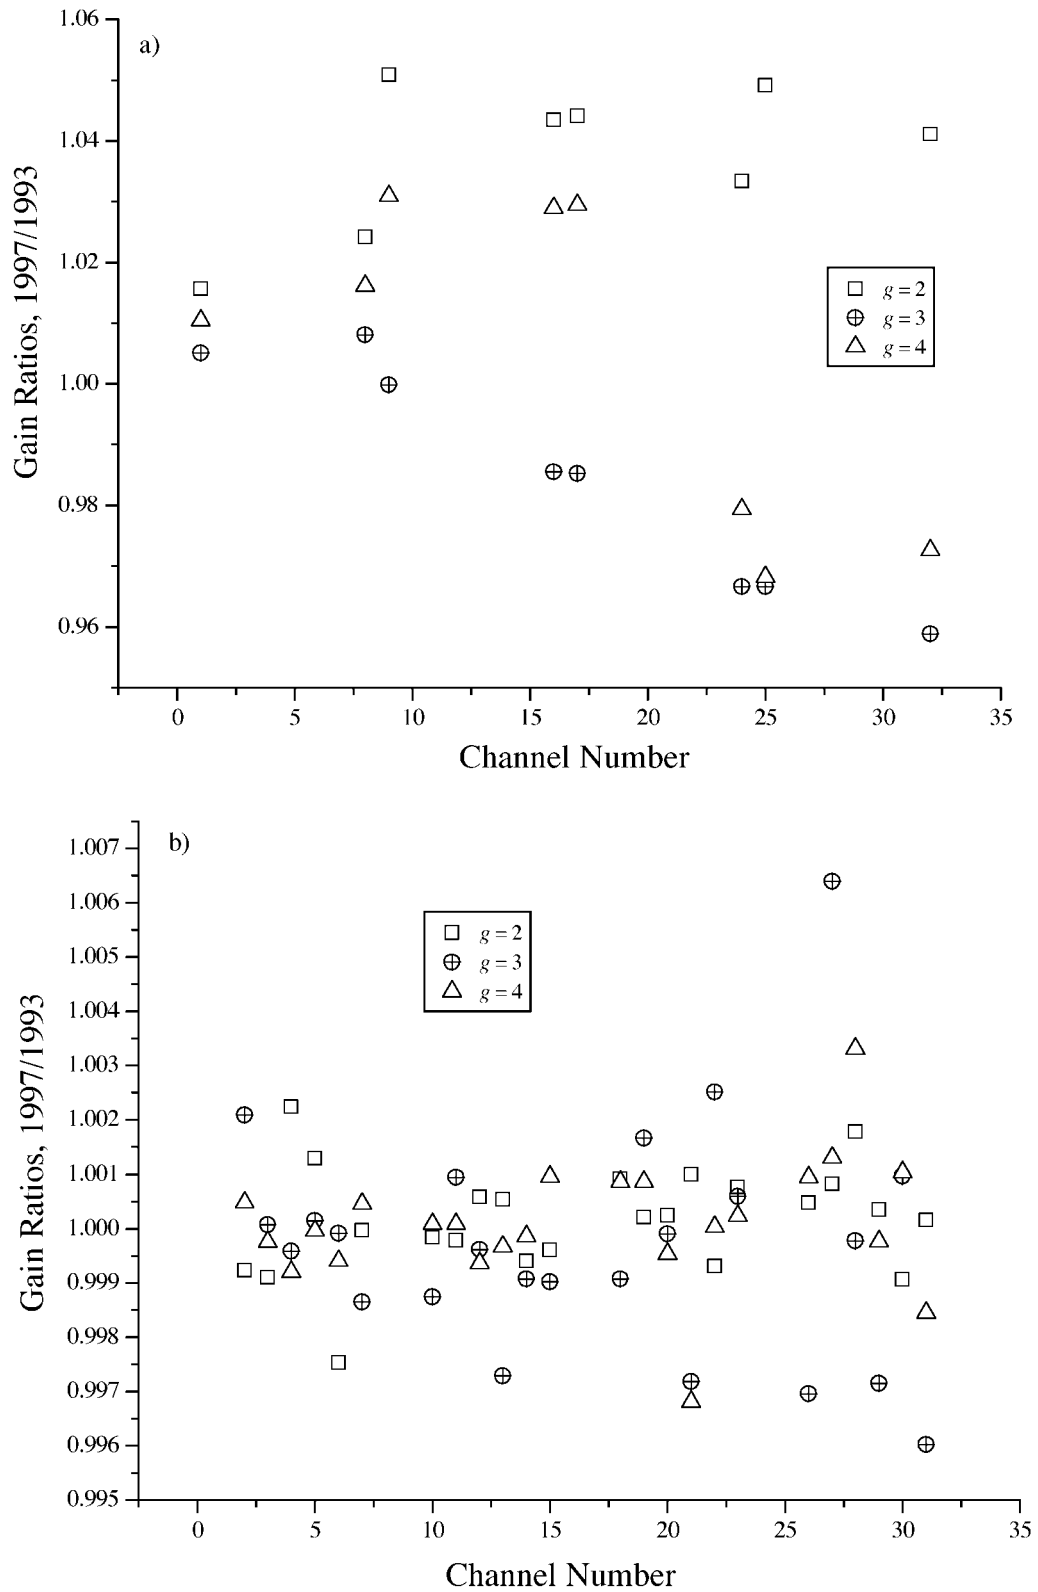 a)
1.06
1.04
1.02
1.00
0.98
0.96
Gain Ratios, 1997/1993
g = 2
g = 3
g = 4
0 5 10 15 20 25 30 35
Channel Number
b)
1.007
1.006
1.005
1.004
1.003
1.002
1.001
1.000
0.999
0.998
0.997
0.996
0.995
Gain Ratios, 1997/1993
g = 2
g = 3
g = 4
0 5 10 15 20 25 30 35
Channel Number